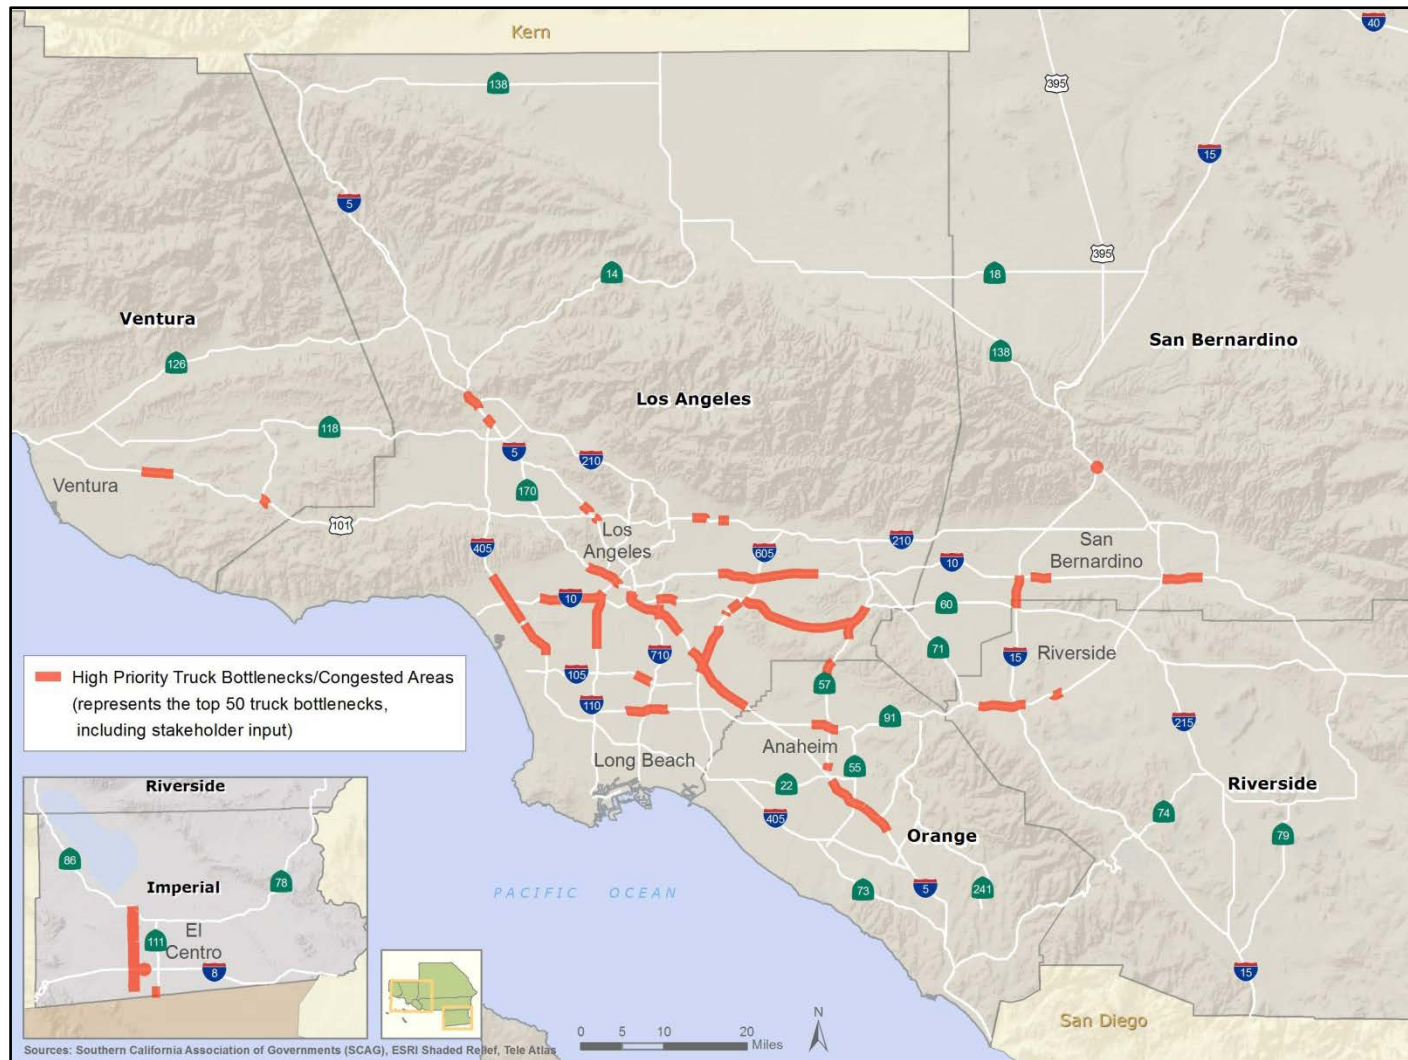 Kern
40
138
395
15
5
395
14
18
Ventura
San Bernardino
126
138
Los Angeles
118
5
210
170
Ventura
101
Los
Angeles
405
605
210
10
San
Bernardino
10
60
710
71
15
Riverside
High Priority Truck Bottlenecks/Congested Areas
(represents the top 50 truck bottlenecks,
including stakeholder input)
105
57
110
91
215
Anaheim
Long Beach
55
22
Riverside
74
405
Orange
79
Riverside
86
Imperial
78
73
5
241
PACIFIC OCEAN
El
Centro
111
8
15
San Diego
N
0 5 10 20
Miles
Sources: Southern California Association of Governments (SCAG), ESRI Shaded Relief, Tele Atlas